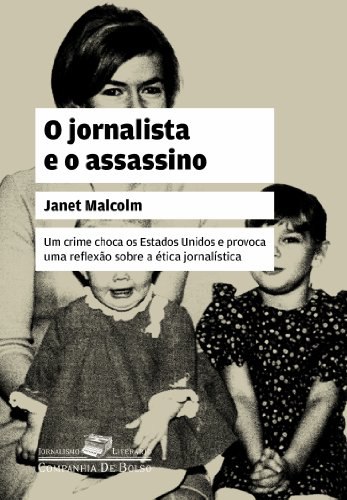 O jornalista
e o assassino
Janet Malcolm
Um crime choca os Estados Unidos e provoca
uma reflexão sobre a ética jornalística
JORNALISMO LITERÁRIO
COMPANHIA DE BOLSO